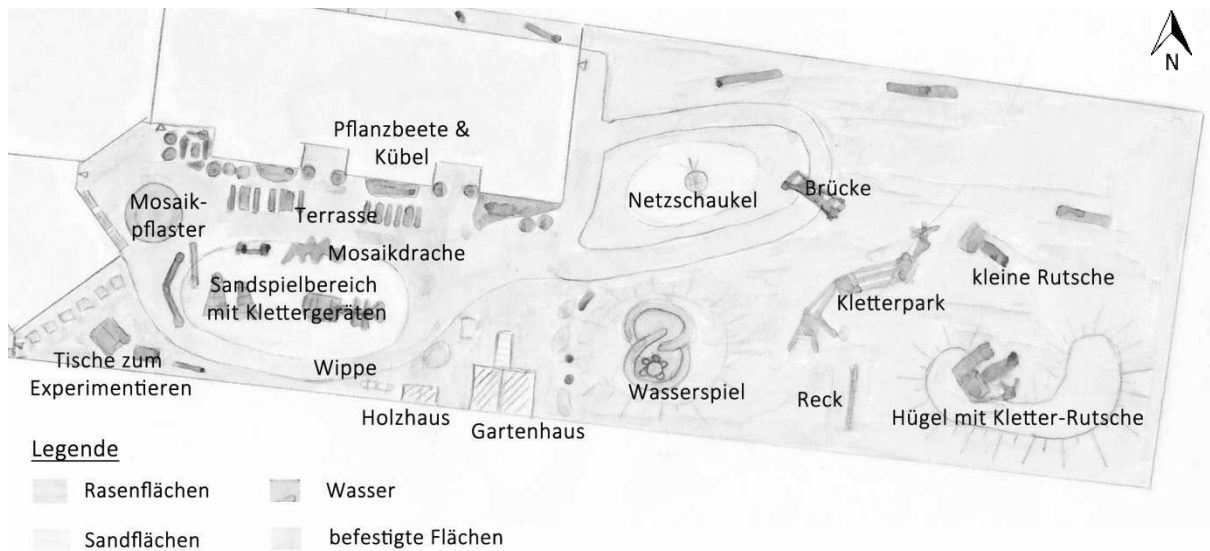 N
Pflanzbeete &
Kübel
Mosaik-
pflaster
Terrasse
Netzschaukel
Brücke
Mosaikdrache
kleine Rutsche
Sandspielbereich
mit Klettergeräten
Kletterpark
Tische zum
Experimentieren
Wippe
Wasserspiel
Reck
Hügel mit Kletter-Rutsche
Holzhaus
Gartenhaus
Legende
Rasenflächen
Wasser
Sandflächen
befestigte Flächen